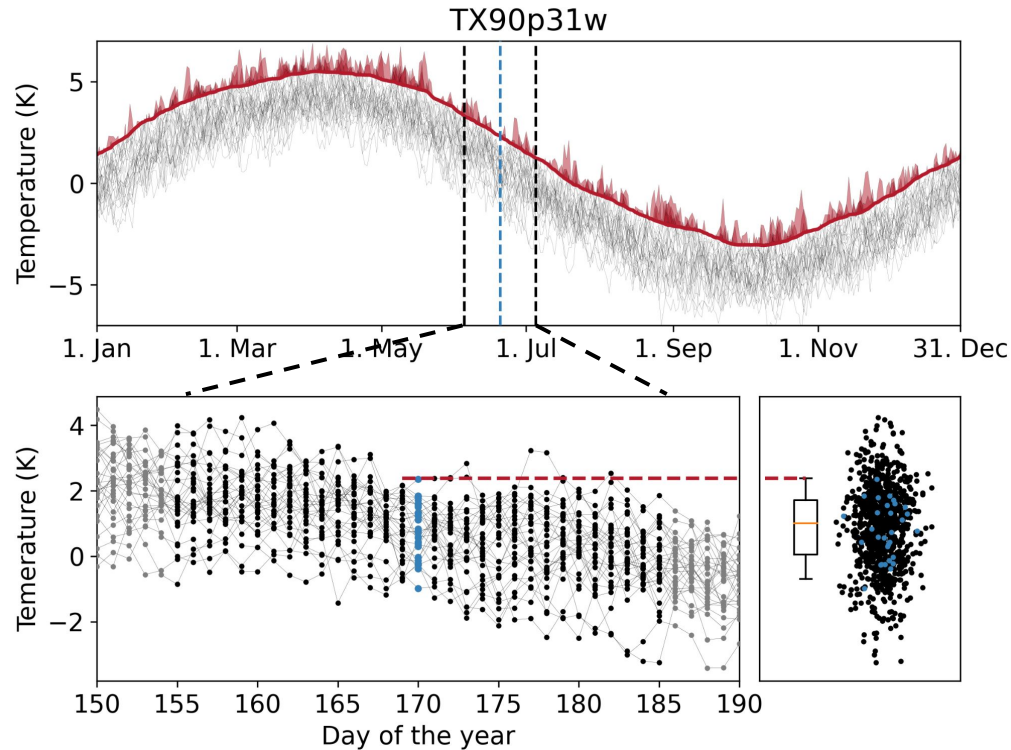 TX90p31w
Temperature (K)
5
0
−5
1. Jan 1. Mar 1. May 1. Jul 1. Sep 1. Nov 31. Dec
Temerature (K)
4
2
0
−2
150 155 160 165 170 175 180 185 190
Day of the year